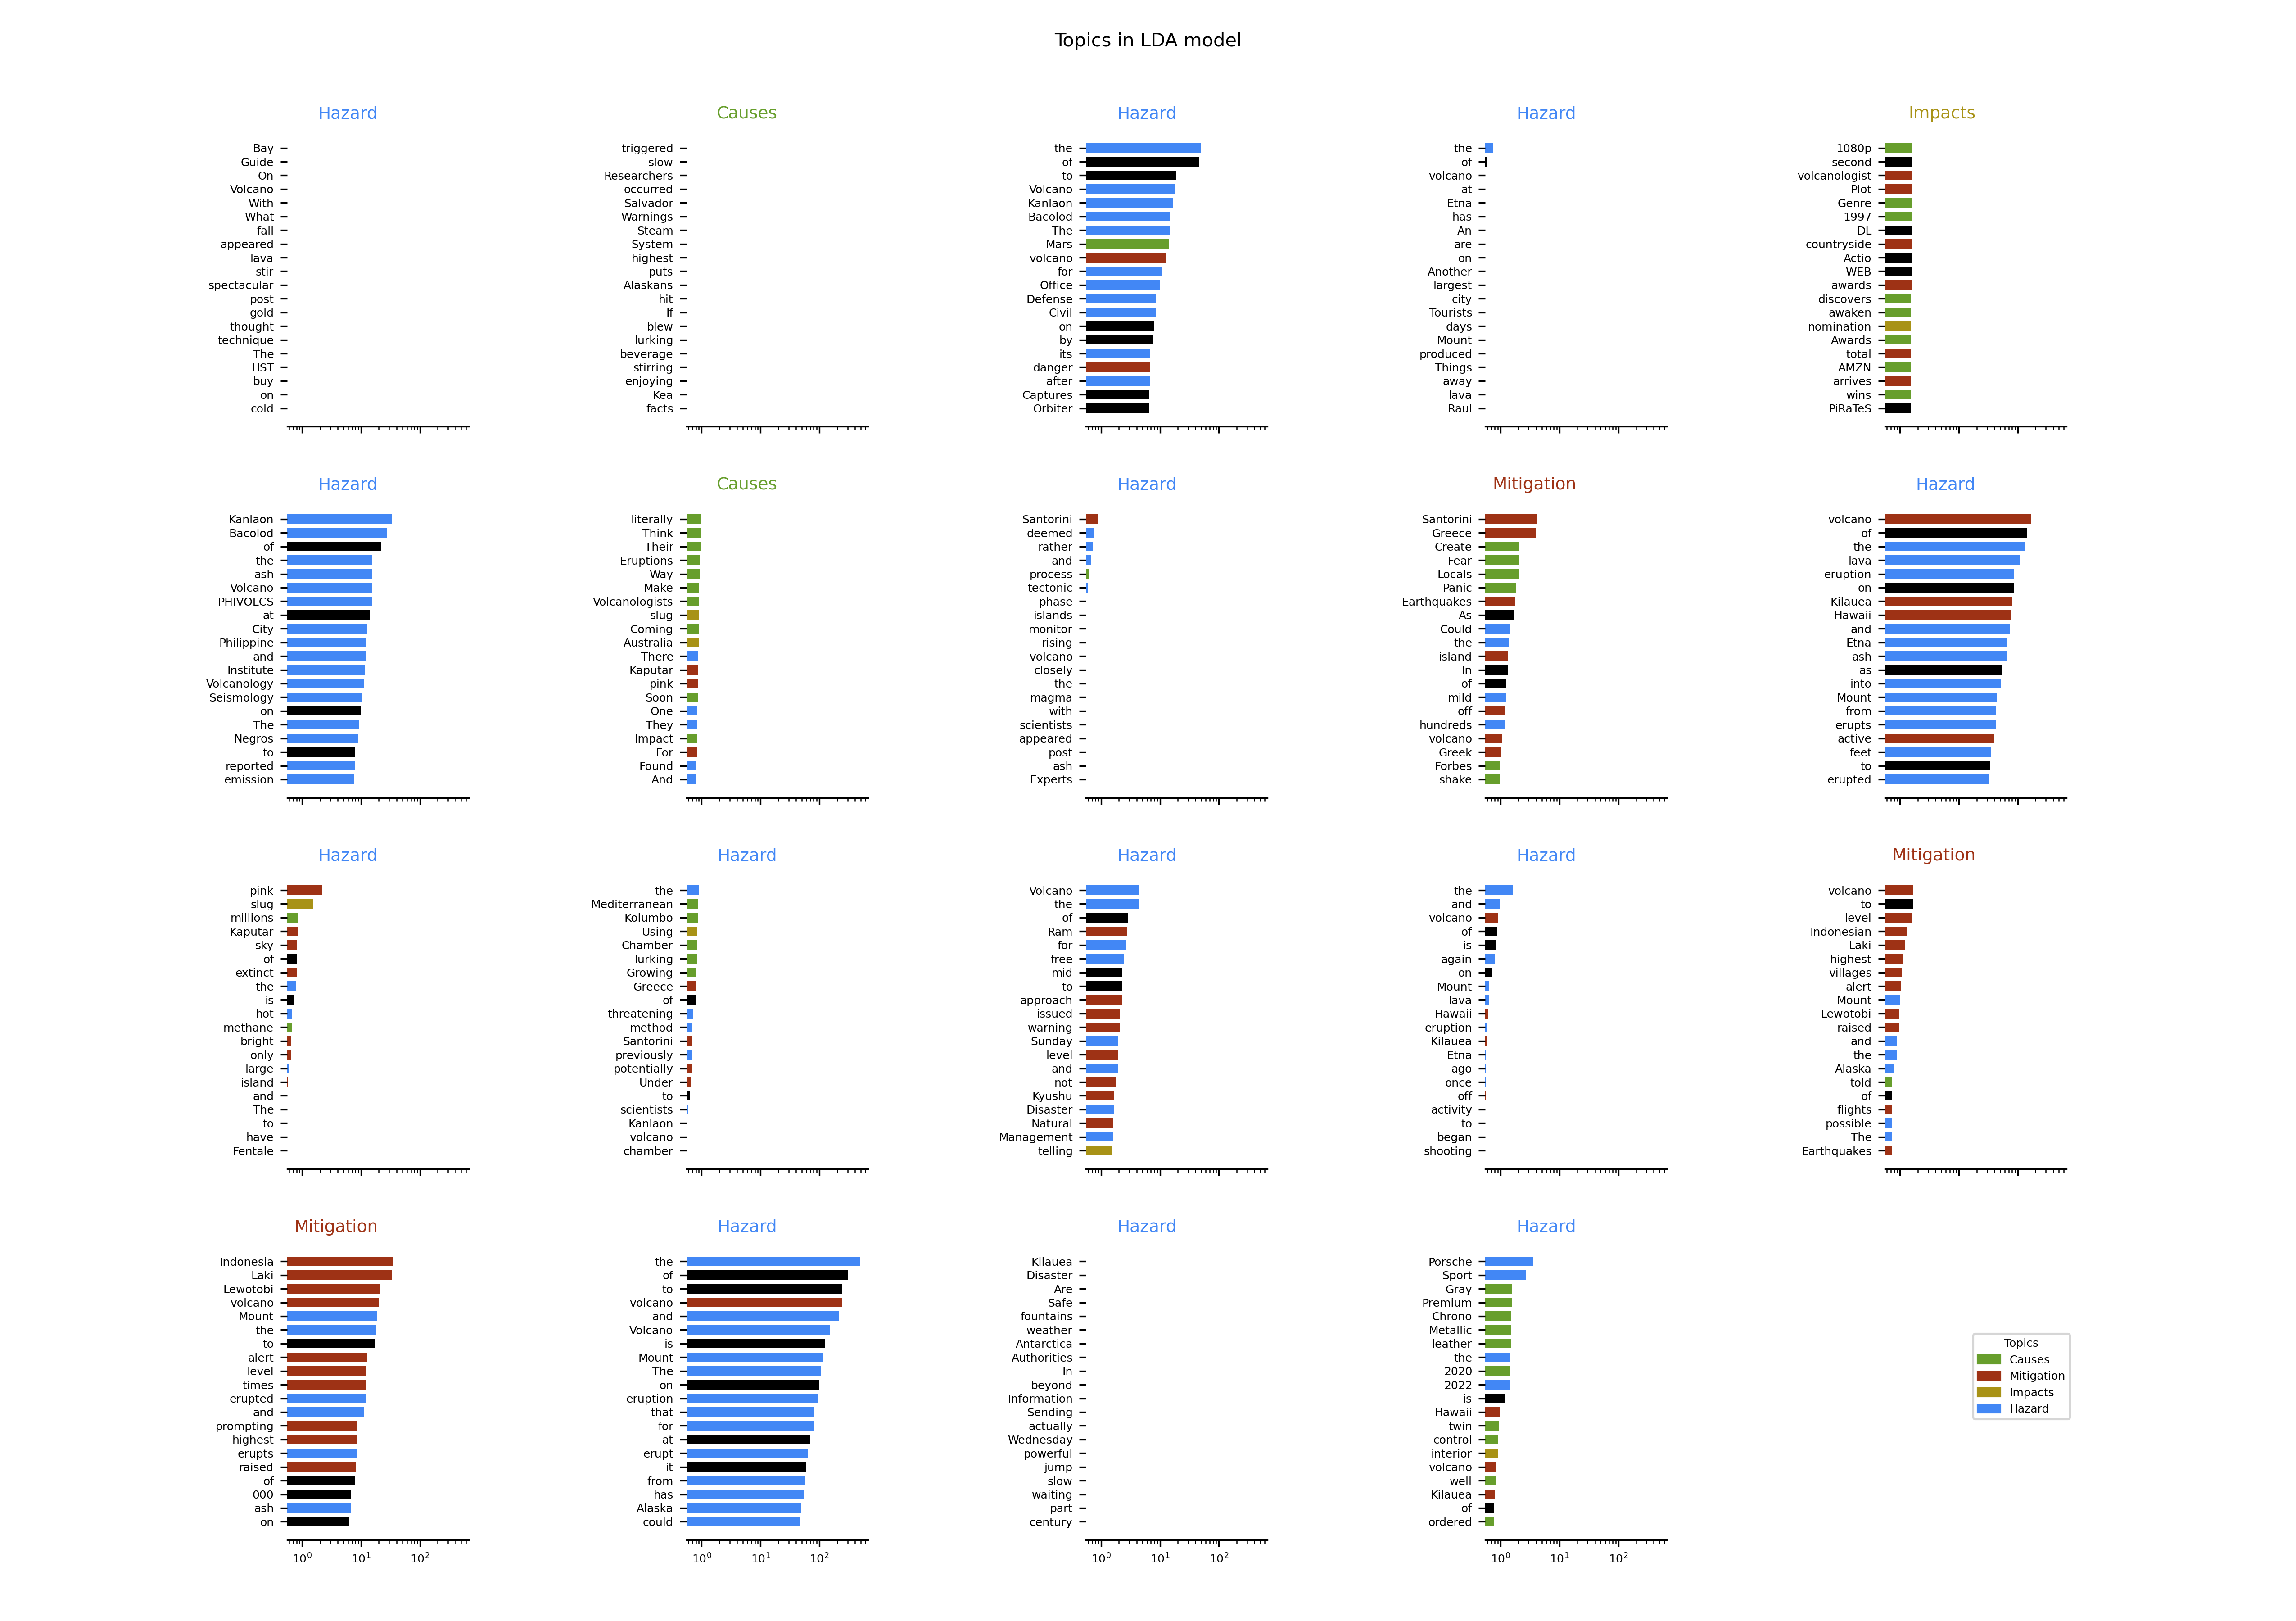 Topics in LDA model
Hazard
Bay
Guide
On
Volcano
With
What
fall
appeared
lava
stir
spectacular
post
gold
thought
technique
The
HST
buy
on
cold
Causes
triggered
slow
Researchers
occurred
Salvador
Warnings
Steam
System
highest
puts
Alaskans
hit
If
blew
lurking
beverage
stirring
enjoying
Kea
facts
Hazard
the
of
to
Volcano
Kanlaon
Bacolod
The
Mars
volcano
for
Office
Defense
Civil
on
by
its
danger
after
Captures
Orbiter
Hazard
the
of
volcano
at
Etna
has
An
are
on
Another
largest
city
Tourists
days
Mount
produced
Things
away
lava
Raul
Impacts
1080p
second
volcanologist
Plot
Genre
1997
DL
countryside
Actio
WEB
awards
discovers
awaken
nomination
Awards
total
AMZN
arrives
wins
PiRaTeS
Hazard
Kanlaon
Bacolod
of
the
ash
Volcano
PHIVOLCS
at
City
Philippine
and
Institute
Volcanology
Seismology
on
The
Negros
to
reported
emission
Causes
literally
Think
Their
Eruptions
Way
Make
Volcanologists
slug
Coming
Australia
There
Kaputar
pink
Soon
One
They
Impact
For
Found
And
Hazard
Santorini
deemed
rather
and
process
tectonic
phase
islands
monitor
rising
volcano
closely
the
magma
with
scientists
appeared
post
ash
Experts
Mitigation
Santorini
Greece
Create
Fear
Locals
Panic
Earthquakes
As
Could
the
island
In
of
mild
off
hundreds
volcano
Greek
Forbes
shake
Hazard
volcano
of
the
lava
eruption
on
Kilauea
Hawaii
and
Etna
ash
as
into
Mount
from
erupts
active
feet
to
erupted
Hazard
pink
slug
millions
Kaputar
sky
of
extinct
the
is
hot
methane
bright
only
large
island
and
The
to
have
Fentale
Hazard
the
Mediterranean
Kolumbo
Using
Chamber
lurking
Growing
Greece
of
threatening
method
Santorini
previously
potentially
Under
to
scientists
Kanlaon
volcano
chamber
Hazard
Volcano
the
of
Ram
for
free
mid
to
approach
issued
warning
Sunday
level
and
not
Kyushu
Disaster
Natural
Management
telling
Hazard
the
and
volcano
of
is
again
on
Mount
lava
Hawaii
eruption
Kilauea
Etna
ago
once
off
activity
to
began
shooting
Mitigation
volcano
to
level
Indonesian
Laki
highest
villages
alert
Mount
Lewotobi
raised
and
the
Alaska
told
of
flights
possible
The
Earthquakes
Mitigation
Indonesia
Laki
Lewotobi
volcano
Mount
the
to
alert
level
times
erupted
and
prompting
highest
erupts
raised
of
000
ash
on
10⁰ 10¹ 10²
Hazard
the
of
to
volcano
and
Volcano
is
Mount
The
on
eruption
that
for
at
erupt
it
from
has
Alaska
could
10⁰ 10¹ 10²
Hazard
Kilauea
Disaster
Are
Safe
fountains
weather
Antarctica
Authorities
In
beyond
Information
Sending
actually
Wednesday
powerful
jump
slow
waiting
part
century
10⁰ 10¹ 10²
Hazard
Porsche
Sport
Gray
Premium
Chrono
Metallic
leather
the
2020
2022
is
Hawaii
twin
control
interior
volcano
well
Kilauea
of
ordered
10⁰ 10¹ 10²
Topics
Causes
Mitigation
Impacts
Hazard